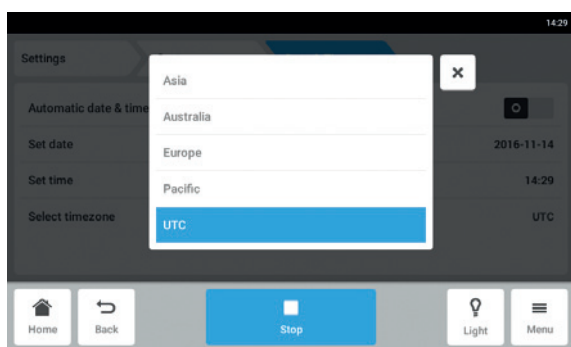 14:29
Settings
Asia
Automatic date & time
Australia
Set date
2016-11-14
Europe
Set time
14:29
Pacific
Select timezone
UTC
UTC
Home
Back
Stop
Light
Menu